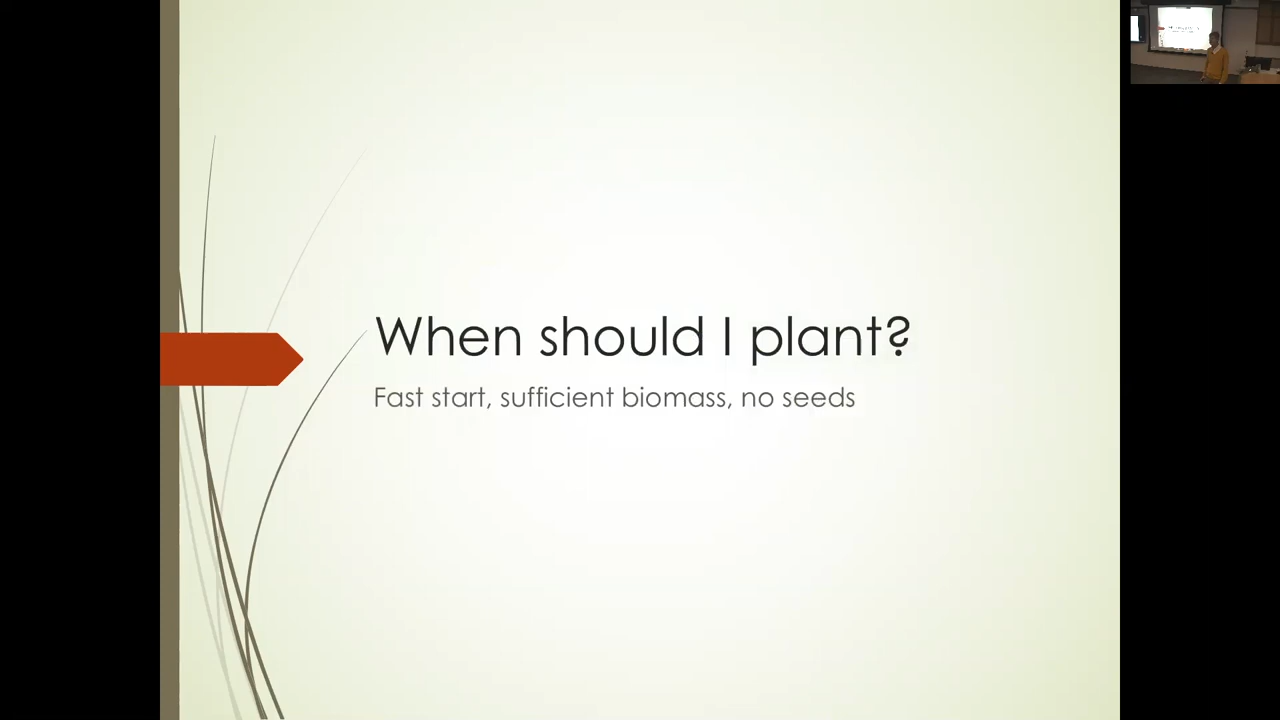 When should I plant?
Fast start, sufficient biomass, no seeds